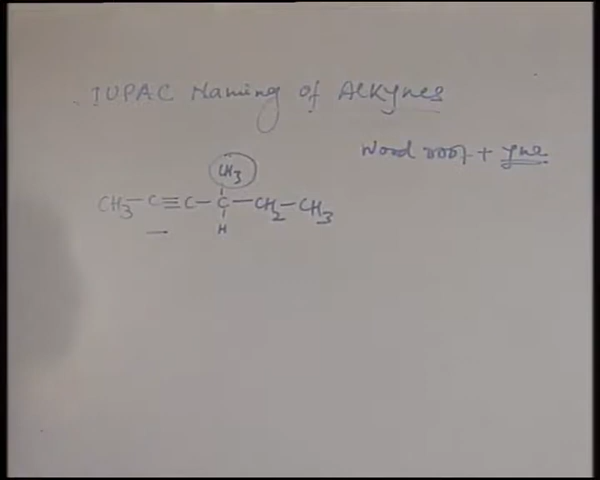 IUPAC Naming of Alkynes
Word root + yne
CH3
CH3-C≡C-C-CH2-CH3
H